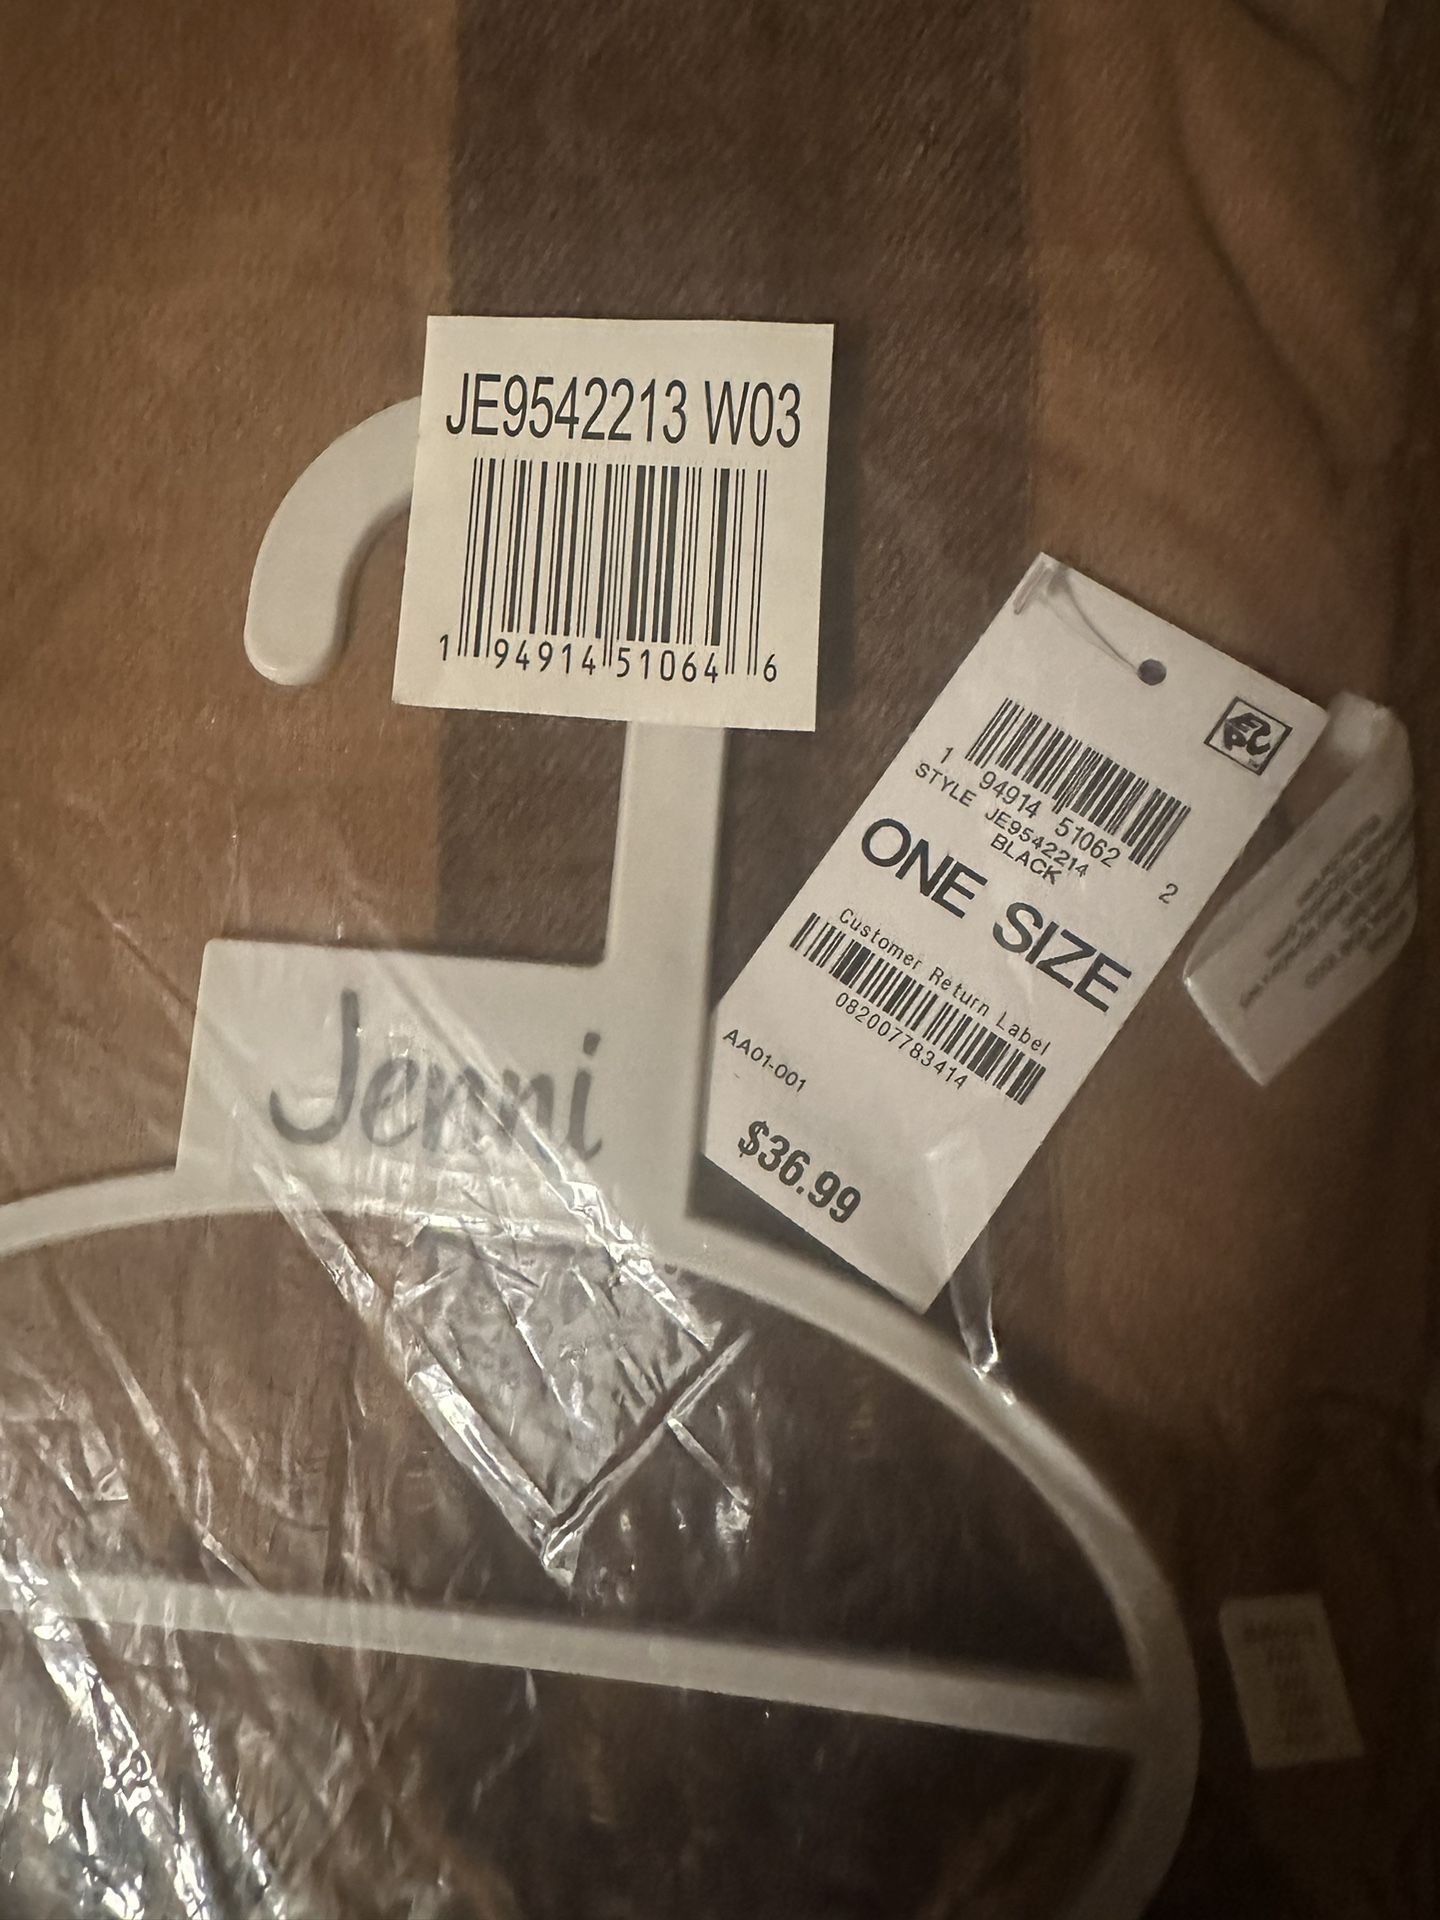 JE9542213 W03
1 94914 51064 6
Jenni
1 94914 51062 2
STYLE JE9542214
BLACK
ONE SIZE
Customer Return Label
082007783414
AA01-001
$36.99